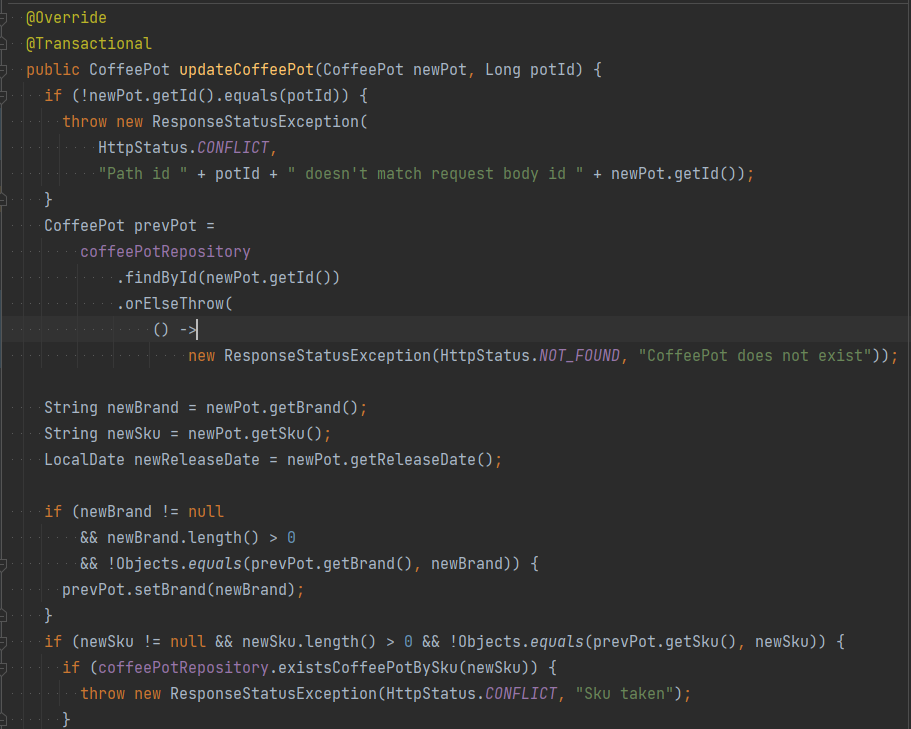 @Override
@Transactional
public CoffeePot updateCoffeePot(CoffeePot newPot, Long potId) {
if (!newPot.getId().equals(potId)) {
throw new ResponseStatusException(
HttpStatus.CONFLICT,
"Path id " + potId + " doesn't match request body id " + newPot.getId());
}
CoffeePot prevPot =
coffeePotRepository
.findById(newPot.getId())
.orElseThrow(
() ->
new ResponseStatusException(HttpStatus.NOT_FOUND, "CoffeePot does not exist"));
String newBrand = newPot.getBrand();
String newSku = newPot.getSku();
LocalDate newReleaseDate = newPot.getReleaseDate();
if (newBrand != null
&& newBrand.length() > 0
&& !Objects.equals(prevPot.getBrand(), newBrand)) {
prevPot.setBrand(newBrand);
}
if (newSku != null && newSku.length() > 0 && !Objects.equals(prevPot.getSku(), newSku)) {
if (coffeePotRepository.existsCoffeePotBySku(newSku)) {
throw new ResponseStatusException(HttpStatus.CONFLICT, "Sku taken");
}